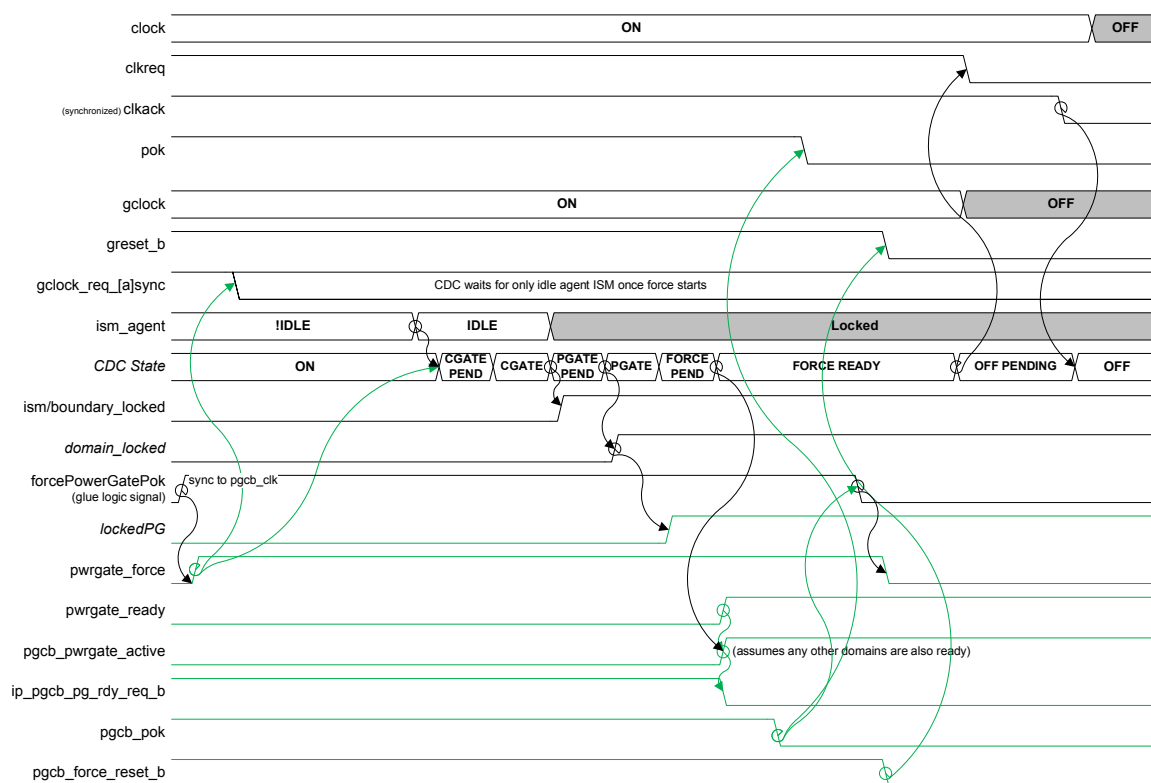 clock
ON
OFF
clkreq
(synchronized) clkack
pok
gclock
ON
OFF
greset_b
gclock_req_[a]sync
CDC waits for only idle agent ISM once force starts
ism_agent
!IDLE
IDLE
Locked
CDC State
ON
CGATE
PEND
CGATE
PGATE
PEND
PGATE
FORCE
PEND
FORCE READY
OFF PENDING
OFF
ism/boundary_locked
domain_locked
forcePowerGatePok
(glue logic signal)
sync to pgcb_clk
lockedPG
pwrgate_force
pwrgate_ready
pgcb_pwrgate_active
(assumes any other domains are also ready)
ip_pgcb_pg_rdy_req_b
pgcb_pok
pgcb_force_reset_b